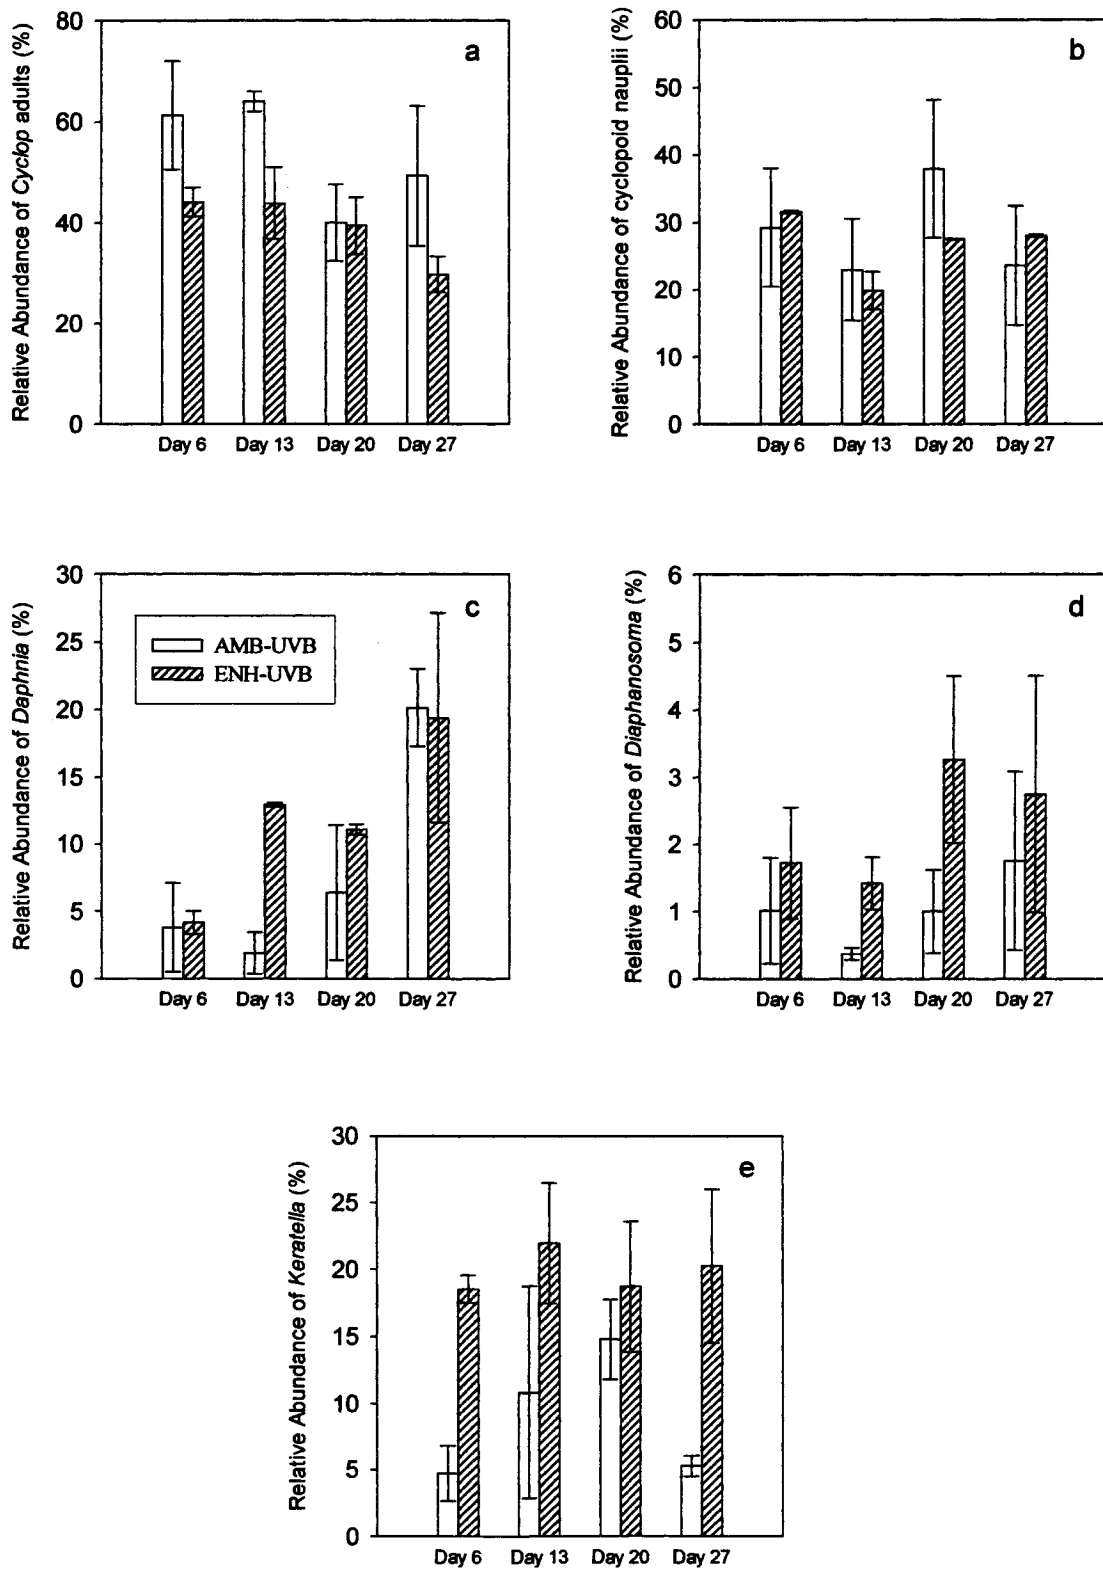 Relative Abundance of Cyclop adults (%)
80
60
40
20
0
a
Day 6 Day 13 Day 20 Day 27
Relative Abundance of cyclopoid nauplii (%)
60
50
40
30
20
10
0
b
Day 6 Day 13 Day 20 Day 27
Relative Abundance of Daphnia (%)
30
25
20
15
10
5
0
c
AMB-UVB
ENH-UVB
Day 6 Day 13 Day 20 Day 27
Relative Abundance of Diaphanosoma (%)
6
5
4
3
2
1
0
d
Day 6 Day 13 Day 20 Day 27
Relative Abundance of Keratella (%)
30
25
20
15
10
5
0
e
Day 6 Day 13 Day 20 Day 27